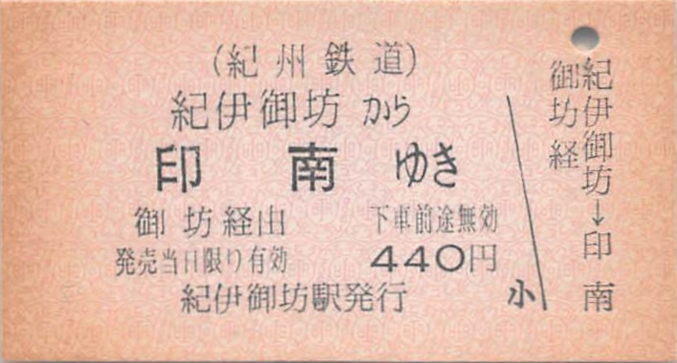 (紀州鉄道)
紀伊御坊から
印南ゆき
御坊経由 下車前途無効
発売当日限り有効 440円
紀伊御坊駅発行
小
紀伊御坊→印南
御坊経